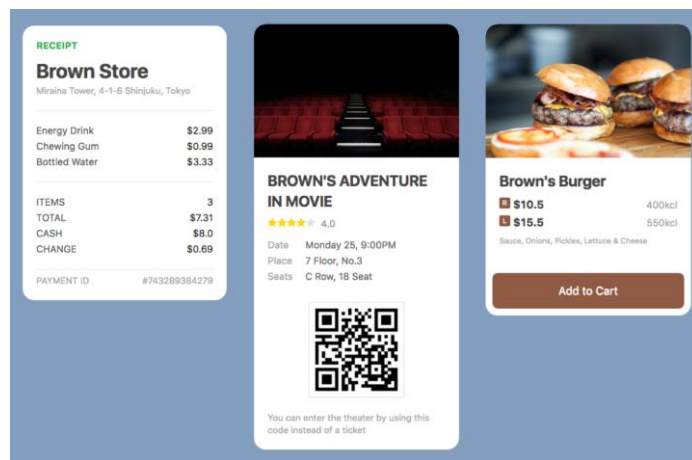 RECEIPT
Brown Store
Miraina Tower, 4-1-6 Shinjuku, Tokyo
Energy Drink $2.99
Chewing Gum $0.99
Bottled Water $3.33
ITEMS 3
TOTAL $7.31
CASH $8.0
CHANGE $0.69
PAYMENT ID #743289384279
BROWN'S ADVENTURE
IN MOVIE
4.0
Date Monday 25, 9:00PM
Place 7 Floor, No.3
Seats C Row, 18 Seat
You can enter the theater by using this
code instead of a ticket
Brown's Burger
R $10.5 400kcl
L $15.5 550kcl
Sauce, Onions, Pickles, Lettuce & Cheese
Add to Cart